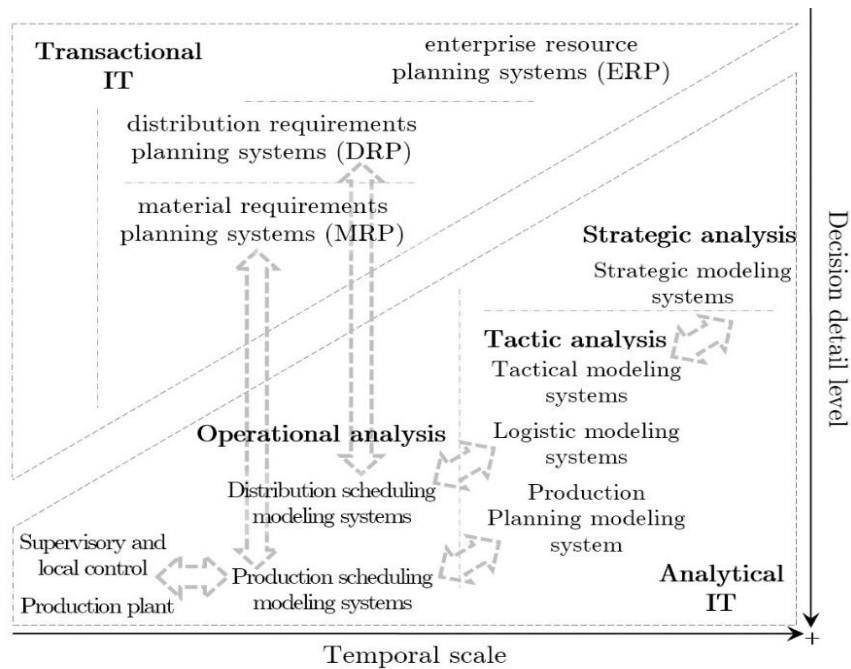 Transactional
IT
enterprise resource
planning systems (ERP)
distribution requirements
planning systems (DRP)
material requirements
planning systems (MRP)
Strategic analysis
Strategic modeling
systems
Tactic analysis
Tactical modeling
systems
Operational analysis
Logistic modeling
systems
Distribution scheduling
modeling systems
Production
Planning modeling
system
Supervisory and
local control
Production plant
Production scheduling
modeling systems
Analytical
IT
Decision detail level
+
Temporal scale